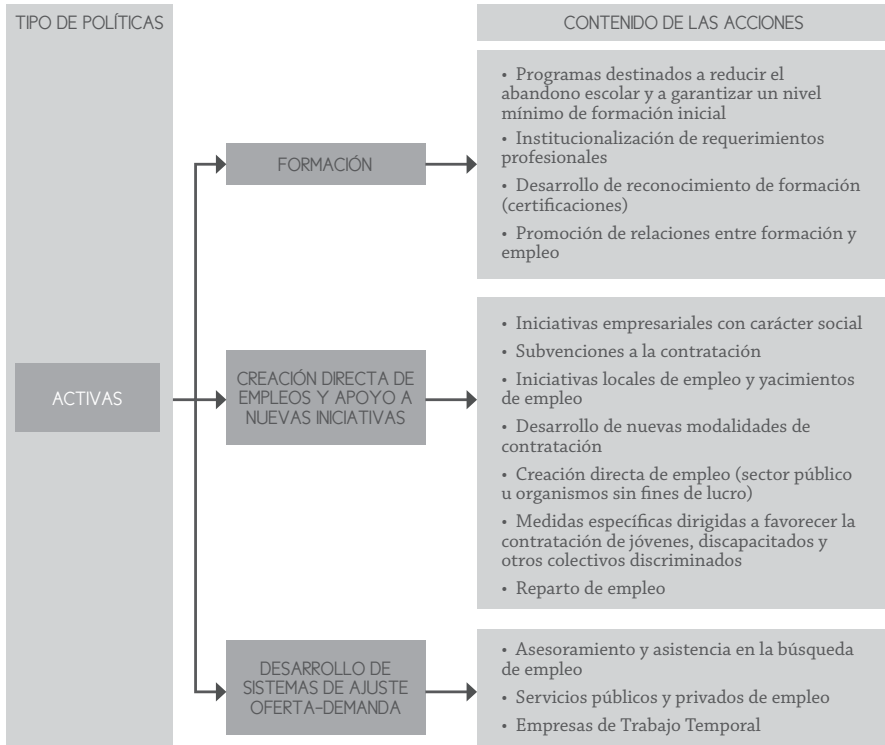 TIPO DE POLÍTICAS
CONTENIDO DE LAS ACCIONES
ACTIVAS
FORMACIÓN
• Programas destinados a reducir el
abandono escolar y a garantizar un nivel
mínimo de formación inicial
• Institucionalización de requerimientos
profesionales
• Desarrollo de reconocimiento de formación
(certificaciones)
• Promoción de relaciones entre formación y
empleo
CREACIÓN DIRECTA DE
EMPLEOS Y APOYO A
NUEVAS INICIATIVAS
• Iniciativas empresariales con carácter social
• Subvenciones a la contratación
• Iniciativas locales de empleo y yacimientos
de empleo
• Desarrollo de nuevas modalidades de
contratación
• Creación directa de empleo (sector público
u organismos sin fines de lucro)
• Medidas específicas dirigidas a favorecer la
contratación de jóvenes, discapacitados y
otros colectivos discriminados
• Reparto de empleo
DESARROLLO DE
SISTEMAS DE AJUSTE
OFERTA-DEMANDA
• Asesoramiento y asistencia en la búsqueda
de empleo
• Servicios públicos y privados de empleo
• Empresas de Trabajo Temporal